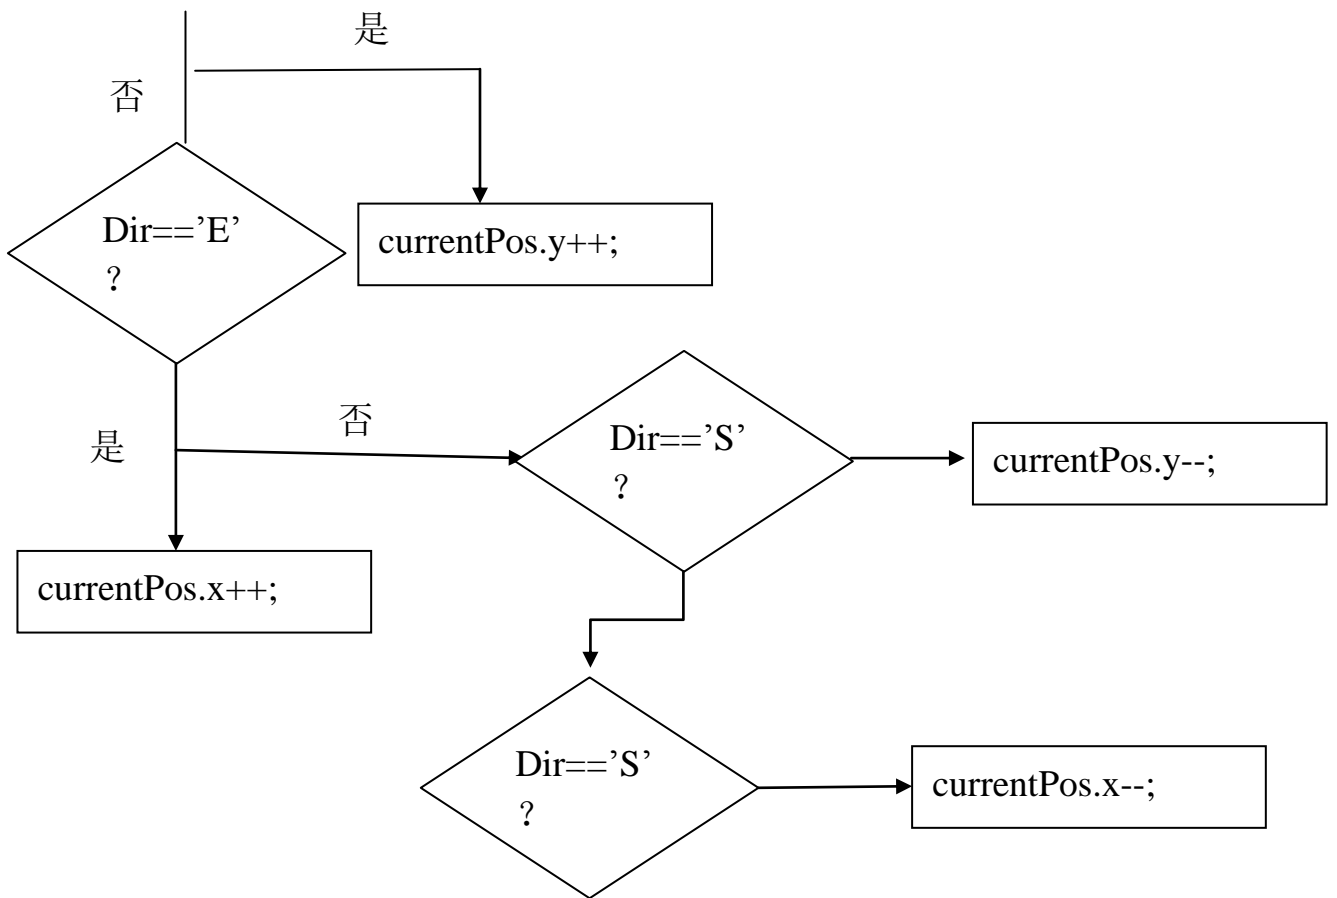 是
否
Dir==’E’
？
currentPos.y++;
否
是
Dir==’S’
？
currentPos.y--;
currentPos.x++;
Dir==’S’
？
currentPos.x--;